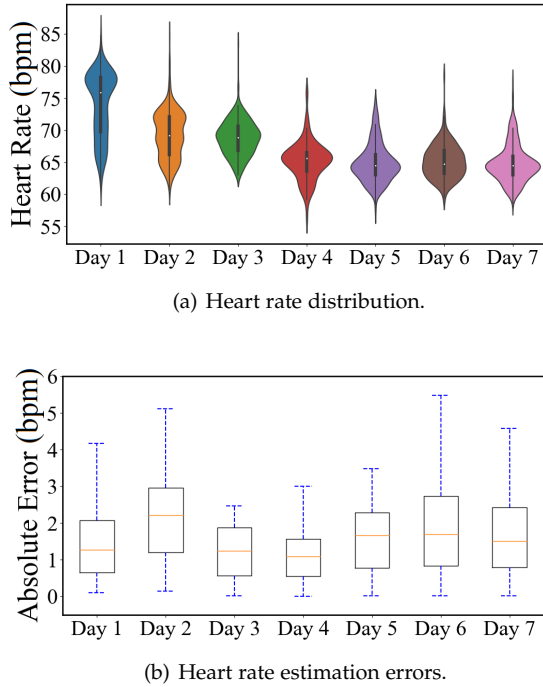 Heart Rate (bpm)
85
80
75
70
65
60
55
Day 1 Day 2 Day 3 Day 4 Day 5 Day 6 Day 7
(a) Heart rate distribution.
Absolute Error (bpm)
6
5
4
3
2
1
0
Day 1 Day 2 Day 3 Day 4 Day 5 Day 6 Day 7
(b) Heart rate estimation errors.